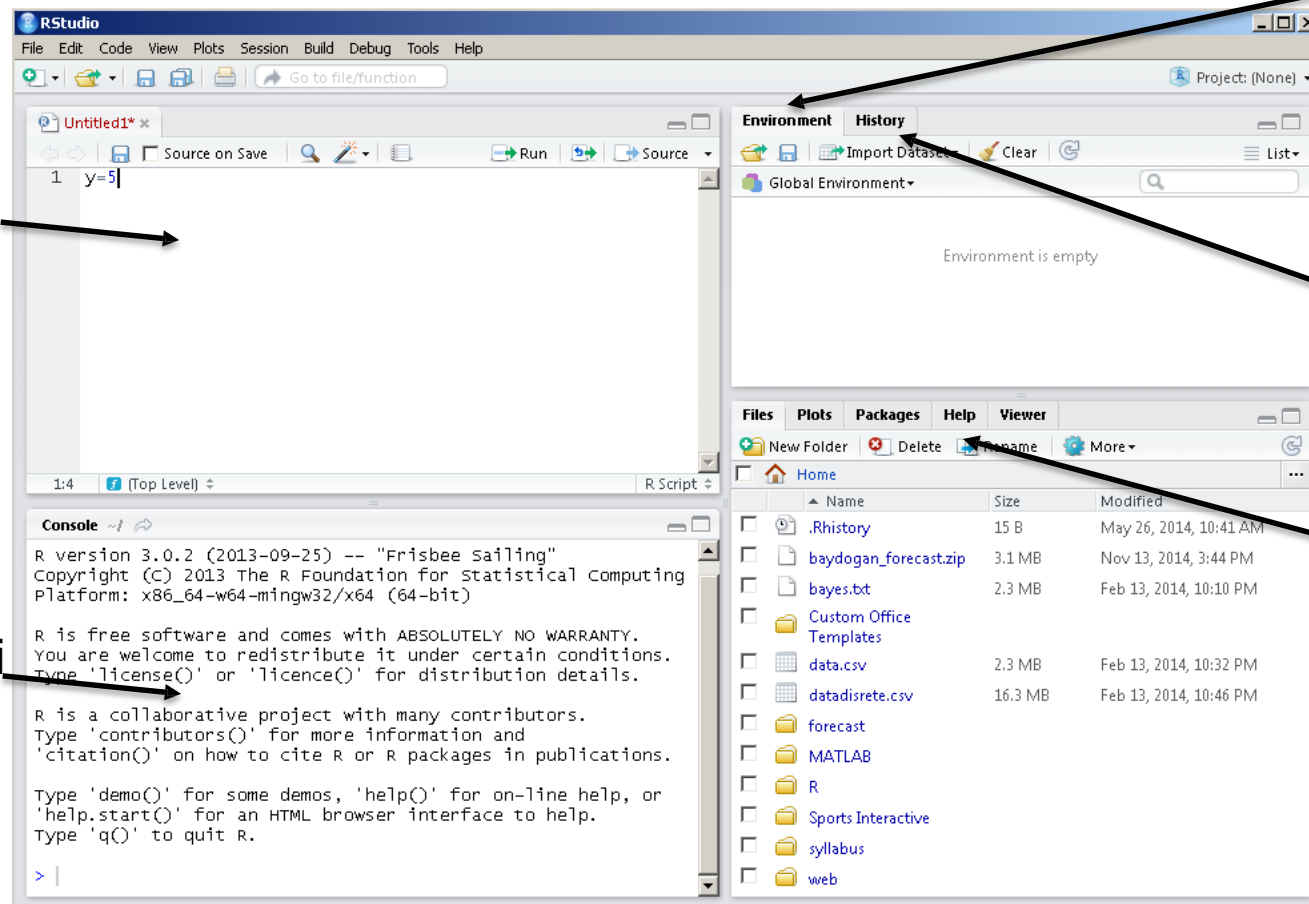 RStudio
File Edit Code View Plots Session Build Debug Tools Help
Go to file/function
Project: (None)
Untitled1*
Source on Save
Run
Source
1 y=5
1:4 (Top Level) R Script
Console ~/
R version 3.0.2 (2013-09-25) -- "Frisbee Sailing"
Copyright (C) 2013 The R Foundation for Statistical Computing
Platform: x86_64-w64-mingw32/x64 (64-bit)
R is free software and comes with ABSOLUTELY NO WARRANTY.
You are welcome to redistribute it under certain conditions.
Type 'license()' or 'licence()' for distribution details.
R is a collaborative project with many contributors.
Type 'contributors()' for more information and
'citation()' on how to cite R or R packages in publications.
Type 'demo()' for some demos, 'help()' for on-line help, or
'help.start()' for an HTML browser interface to help.
Type 'q()' to quit R.
>
i
Environment History
Import Dataset Clear List
Global Environment
Environment is empty
Files Plots Packages Help Viewer
New Folder Delete Rename More
Home ...
Name Size Modified
.Rhistory 15 B May 26, 2014, 10:41 AM
baydogan_forecast.zip 3.1 MB Nov 13, 2014, 3:44 PM
bayes.txt 2.3 MB Feb 13, 2014, 10:10 PM
Custom Office
Templates
data.csv 2.3 MB Feb 13, 2014, 10:32 PM
datadisrete.csv 16.3 MB Feb 13, 2014, 10:46 PM
forecast
MATLAB
R
Sports Interactive
syllabus
web